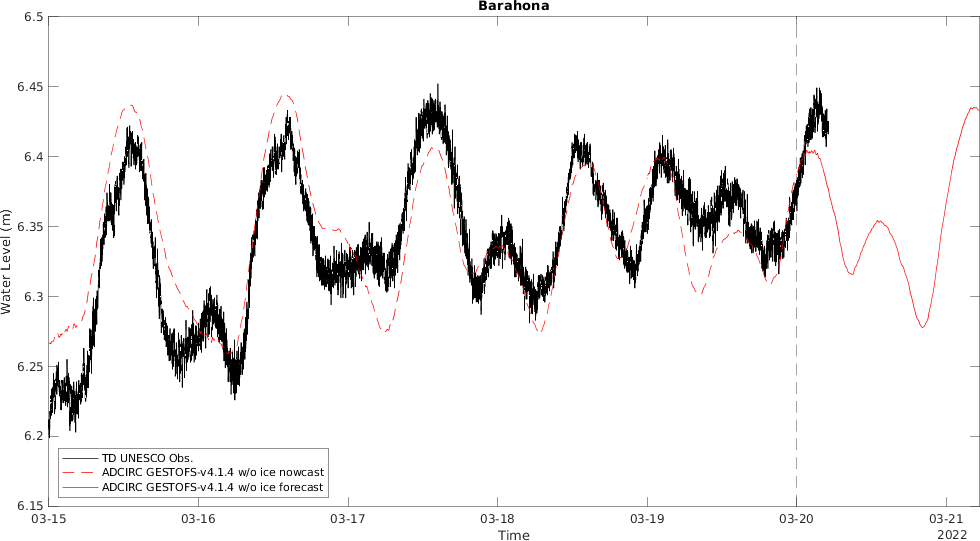 Barahona
6.5
6.45
6.4
6.35
6.3
6.25
6.2
6.15
Water Level (m)
TD UNESCO Obs.
ADCIRC GESTOFS-v4.1.4 w/o ice nowcast
ADCIRC GESTOFS-v4.1.4 w/o ice forecast
03-15 03-16 03-17 03-18 03-19 03-20 03-21
Time
2022